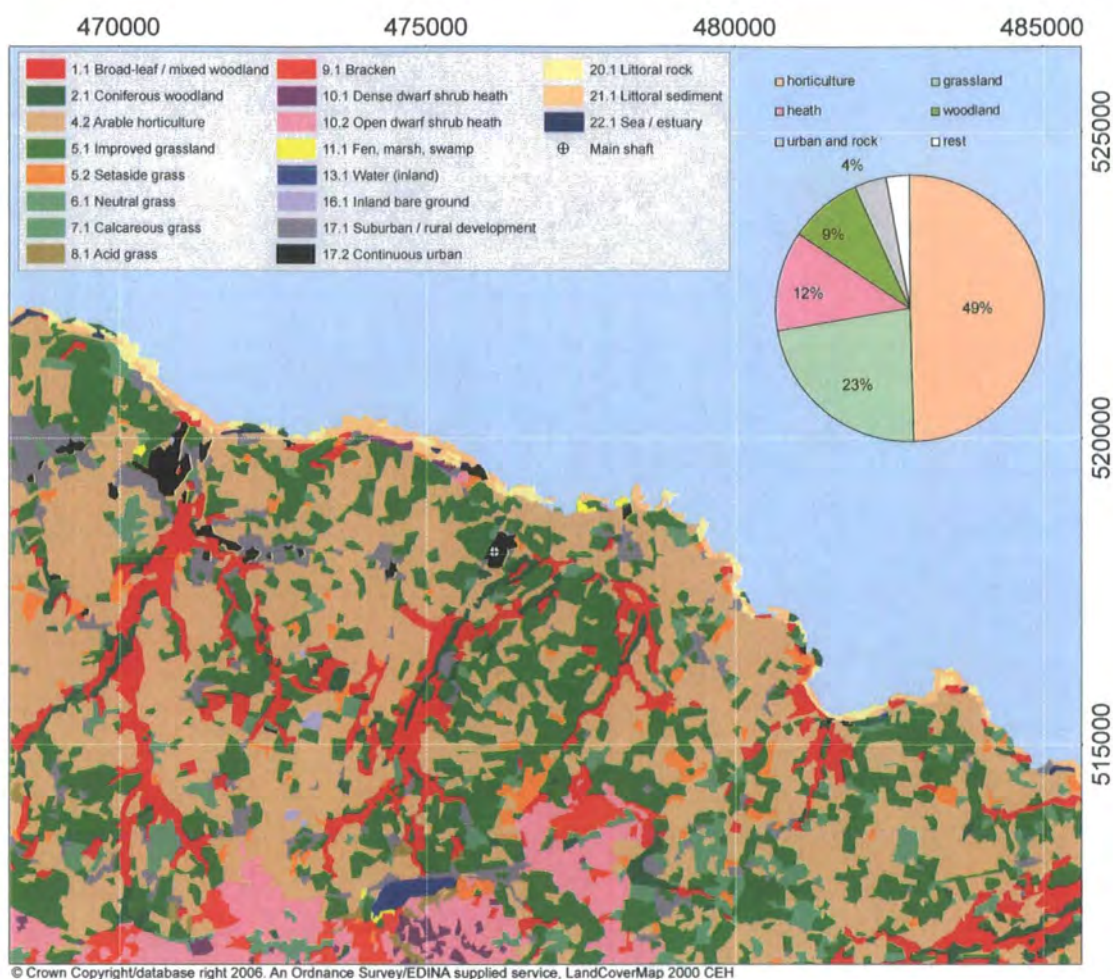 470000 475000 480000 485000
1.1 Broad-leaf / mixed woodland
2.1 Coniferous woodland
4.2 Arable horticulture
5.1 Improved grassland
5.2 Setaside grass
6.1 Neutral grass
7.1 Calcareous grass
8.1 Acid grass
9.1 Bracken
10.1 Dense dwarf shrub heath
10.2 Open dwarf shrub heath
11.1 Fen, marsh, swamp
13.1 Water (inland)
16.1 Inland bare ground
17.1 Suburban / rural development
17.2 Continuous urban
20.1 Littoral rock
21.1 Littoral sediment
22.1 Sea / estuary
Main shaft
horticulture grassland
heath woodland
urban and rock rest
4%
9%
12%
49%
23%
525000
520000
515000
© Crown Copyright/database right 2006. An Ordnance Survey/EDINA supplied service, LandCoverMap 2000 CEH